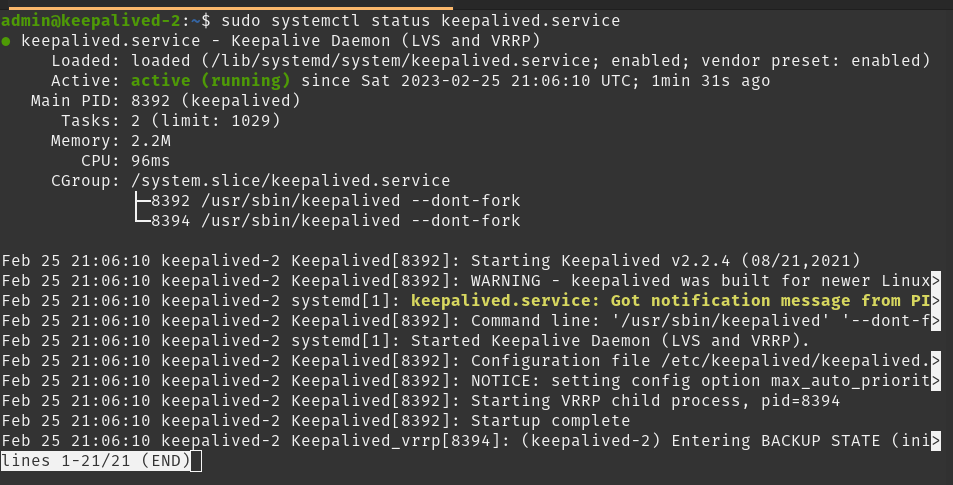 admin@keepalived-2:~$ sudo systemctl status keepalived.service
● keepalived.service - Keepalive Daemon (LVS and VRRP)
     Loaded: loaded (/lib/systemd/system/keepalived.service; enabled; vendor preset: enabled)
     Active: active (running) since Sat 2023-02-25 21:06:10 UTC; 1min 31s ago
   Main PID: 8392 (keepalived)
      Tasks: 2 (limit: 1029)
     Memory: 2.2M
        CPU: 96ms
     CGroup: /system.slice/keepalived.service
             ├─8392 /usr/sbin/keepalived --dont-fork
             └─8394 /usr/sbin/keepalived --dont-fork

Feb 25 21:06:10 keepalived-2 Keepalived[8392]: Starting Keepalived v2.2.4 (08/21,2021)
Feb 25 21:06:10 keepalived-2 Keepalived[8392]: WARNING - keepalived was built for newer Linux>
Feb 25 21:06:10 keepalived-2 systemd[1]: keepalived.service: Got notification message from PI>
Feb 25 21:06:10 keepalived-2 Keepalived[8392]: Command line: '/usr/sbin/keepalived' '--dont-f>
Feb 25 21:06:10 keepalived-2 systemd[1]: Started Keepalive Daemon (LVS and VRRP).
Feb 25 21:06:10 keepalived-2 Keepalived[8392]: Configuration file /etc/keepalived/keepalived.>
Feb 25 21:06:10 keepalived-2 Keepalived[8392]: NOTICE: setting config option max_auto_priorit>
Feb 25 21:06:10 keepalived-2 Keepalived[8392]: Starting VRRP child process, pid=8394
Feb 25 21:06:10 keepalived-2 Keepalived[8392]: Startup complete
Feb 25 21:06:10 keepalived-2 Keepalived_vrrp[8394]: (keepalived-2) Entering BACKUP STATE (ini>
lines 1-21/21 (END)